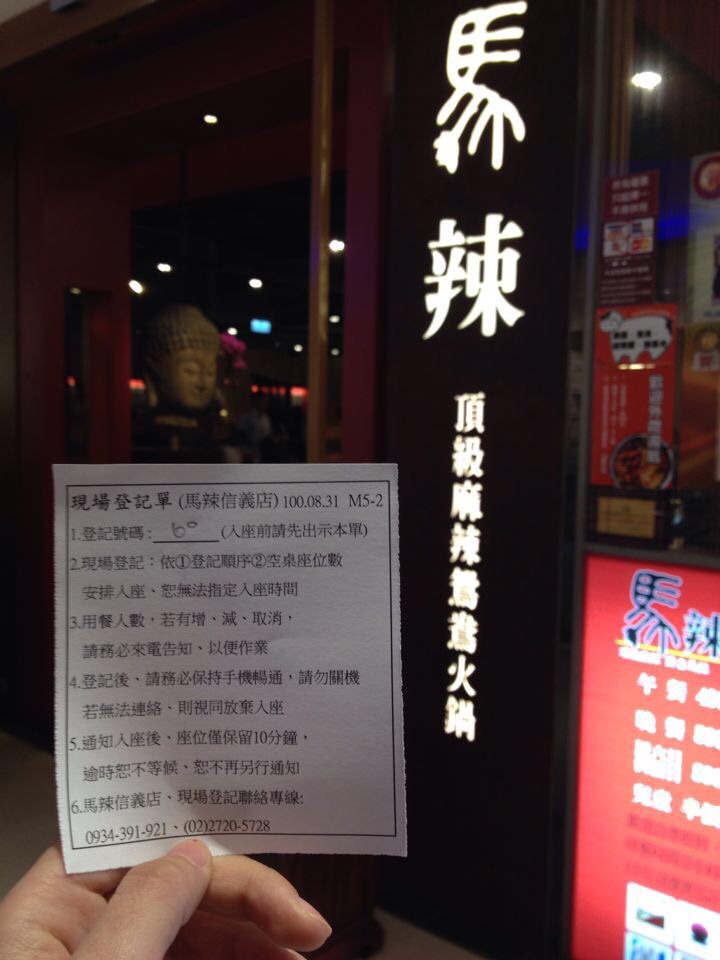 馬辣
頂級麻辣鴛鴦火鍋
現場登記單 (馬辣信義店) 100.08.31 M5-2
1.登記號碼: 60 (入座前請先出示本單)
2.現場登記:依①登記順序②空桌座位數
安排入座、恕無法指定入座時間
3.用餐人數,若有增、減、取消,
請務必來電告知、以便作業
4.登記後、請務必保持手機暢通,請勿關機
若無法連絡、則視同放棄入座
5.通知入座後、座位僅保留10分鐘,
逾時恕不等候、恕不再另行通知
6.馬辣信義店、現場登記聯絡專線:
0934-391-921、(02)2720-5728
馬辣
午餐
晚餐
兒童 半價